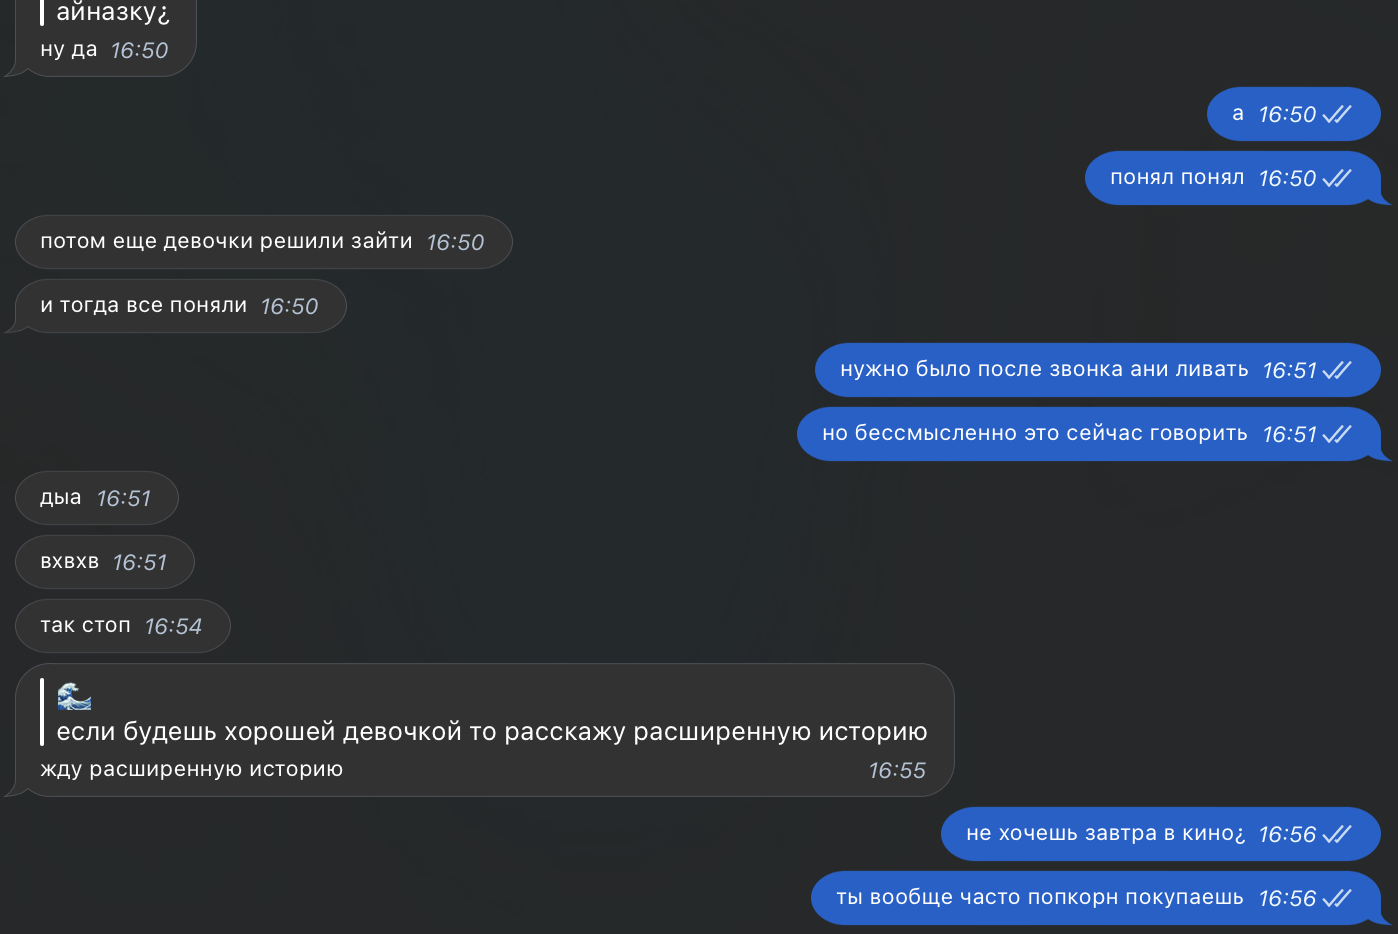 айназку¿
ну да 16:50
а 16:50
понял понял 16:50
потом еще девочки решили зайти 16:50
и тогда все поняли 16:50
нужно было после звонка ани ливать 16:51
но бессмысленно это сейчас говорить 16:51
дыа 16:51
вхвхв 16:51
так стоп 16:54
🌊
если будешь хорошей девочкой то расскажу расширенную историю
жду расширенную историю 16:55
не хочешь завтра в кино¿ 16:56
ты вообще часто попкорн покупаешь 16:56